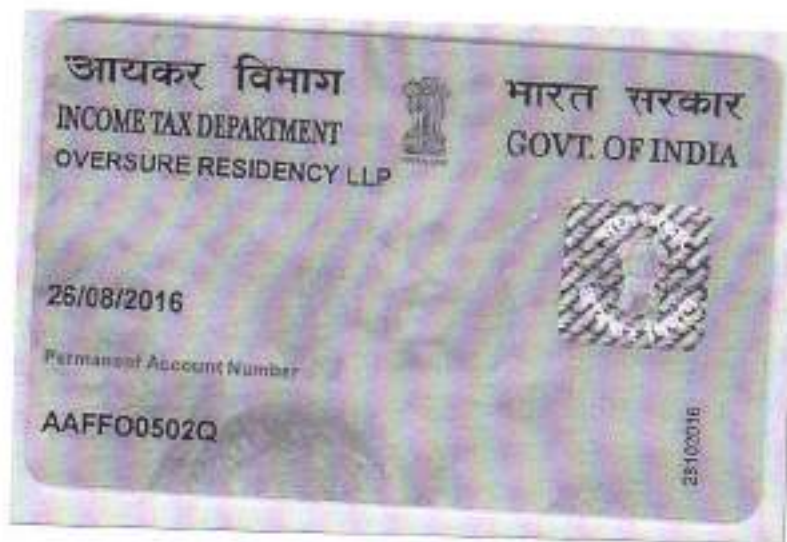 आयकर विभाग
भारत सरकार
INCOME TAX DEPARTMENT
GOVT. OF INDIA
OVERSURE RESIDENCY LLP
26/08/2016
Permanent Account Number
AAFFO0502Q